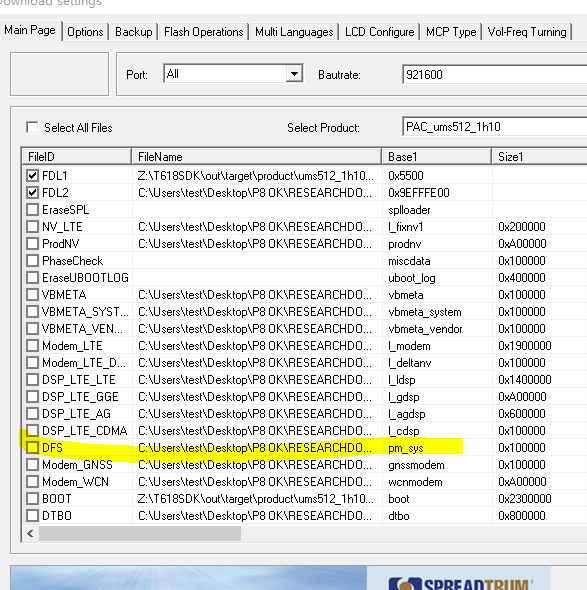 Download settings
Main Page Options Backup Flash Operations Multi Languages LCD Configure MCP Type Vol-Freq Turning
Port: All Bautrate: 921600
Select All Files Select Product: PAC_ums512_1h10
FileID FileName Base1 Size1
FDL1 Z:\T618SDK\out\target\product\ums512_1h10... 0x5500
FDL2 C:\Users\test\Desktop\P8 OK\RESEARCHDO... 0x9EFFFE00
EraseSPL splloader
NV_LTE C:\Users\test\Desktop\P8 OK\RESEARCHDO... l_fixnv1 0x200000
ProdNV C:\Users\test\Desktop\P8 OK\RESEARCHDO... prodnv 0xA00000
PhaseCheck miscdata 0x100000
EraseUBOOTLOG uboot_log 0x400000
VBMETA C:\Users\test\Desktop\P8 OK\RESEARCHDO... vbmeta 0x100000
VBMETA_SYST... C:\Users\test\Desktop\P8 OK\RESEARCHDO... vbmeta_system 0x100000
VBMETA_VEN... C:\Users\test\Desktop\P8 OK\RESEARCHDO... vbmeta_vendor 0x100000
Modem_LTE C:\Users\test\Desktop\P8 OK\RESEARCHDO... l_modem 0x1900000
Modem_LTE_D... C:\Users\test\Desktop\P8 OK\RESEARCHDO... l_deltanv 0x100000
DSP_LTE_LTE C:\Users\test\Desktop\P8 OK\RESEARCHDO... l_ldsp 0x1400000
DSP_LTE_GGE C:\Users\test\Desktop\P8 OK\RESEARCHDO... l_gdsp 0xA00000
DSP_LTE_AG C:\Users\test\Desktop\P8 OK\RESEARCHDO... l_agdsp 0x600000
DSP_LTE_CDMA C:\Users\test\Desktop\P8 OK\RESEARCHDO... l_cdsp 0x100000
DFS C:\Users\test\Desktop\P8 OK\RESEARCHDO... pm_sys 0x100000
Modem_GNSS C:\Users\test\Desktop\P8 OK\RESEARCHDO... gnssmodem 0x100000
Modem_WCN C:\Users\test\Desktop\P8 OK\RESEARCHDO... wcnmodem 0xA00000
BOOT Z:\T618SDK\out\target\product\ums512_1h10... boot 0x2300000
DTBO C:\Users\test\Desktop\P8 OK\RESEARCHDO... dtbo 0x800000
SPREADTRUM